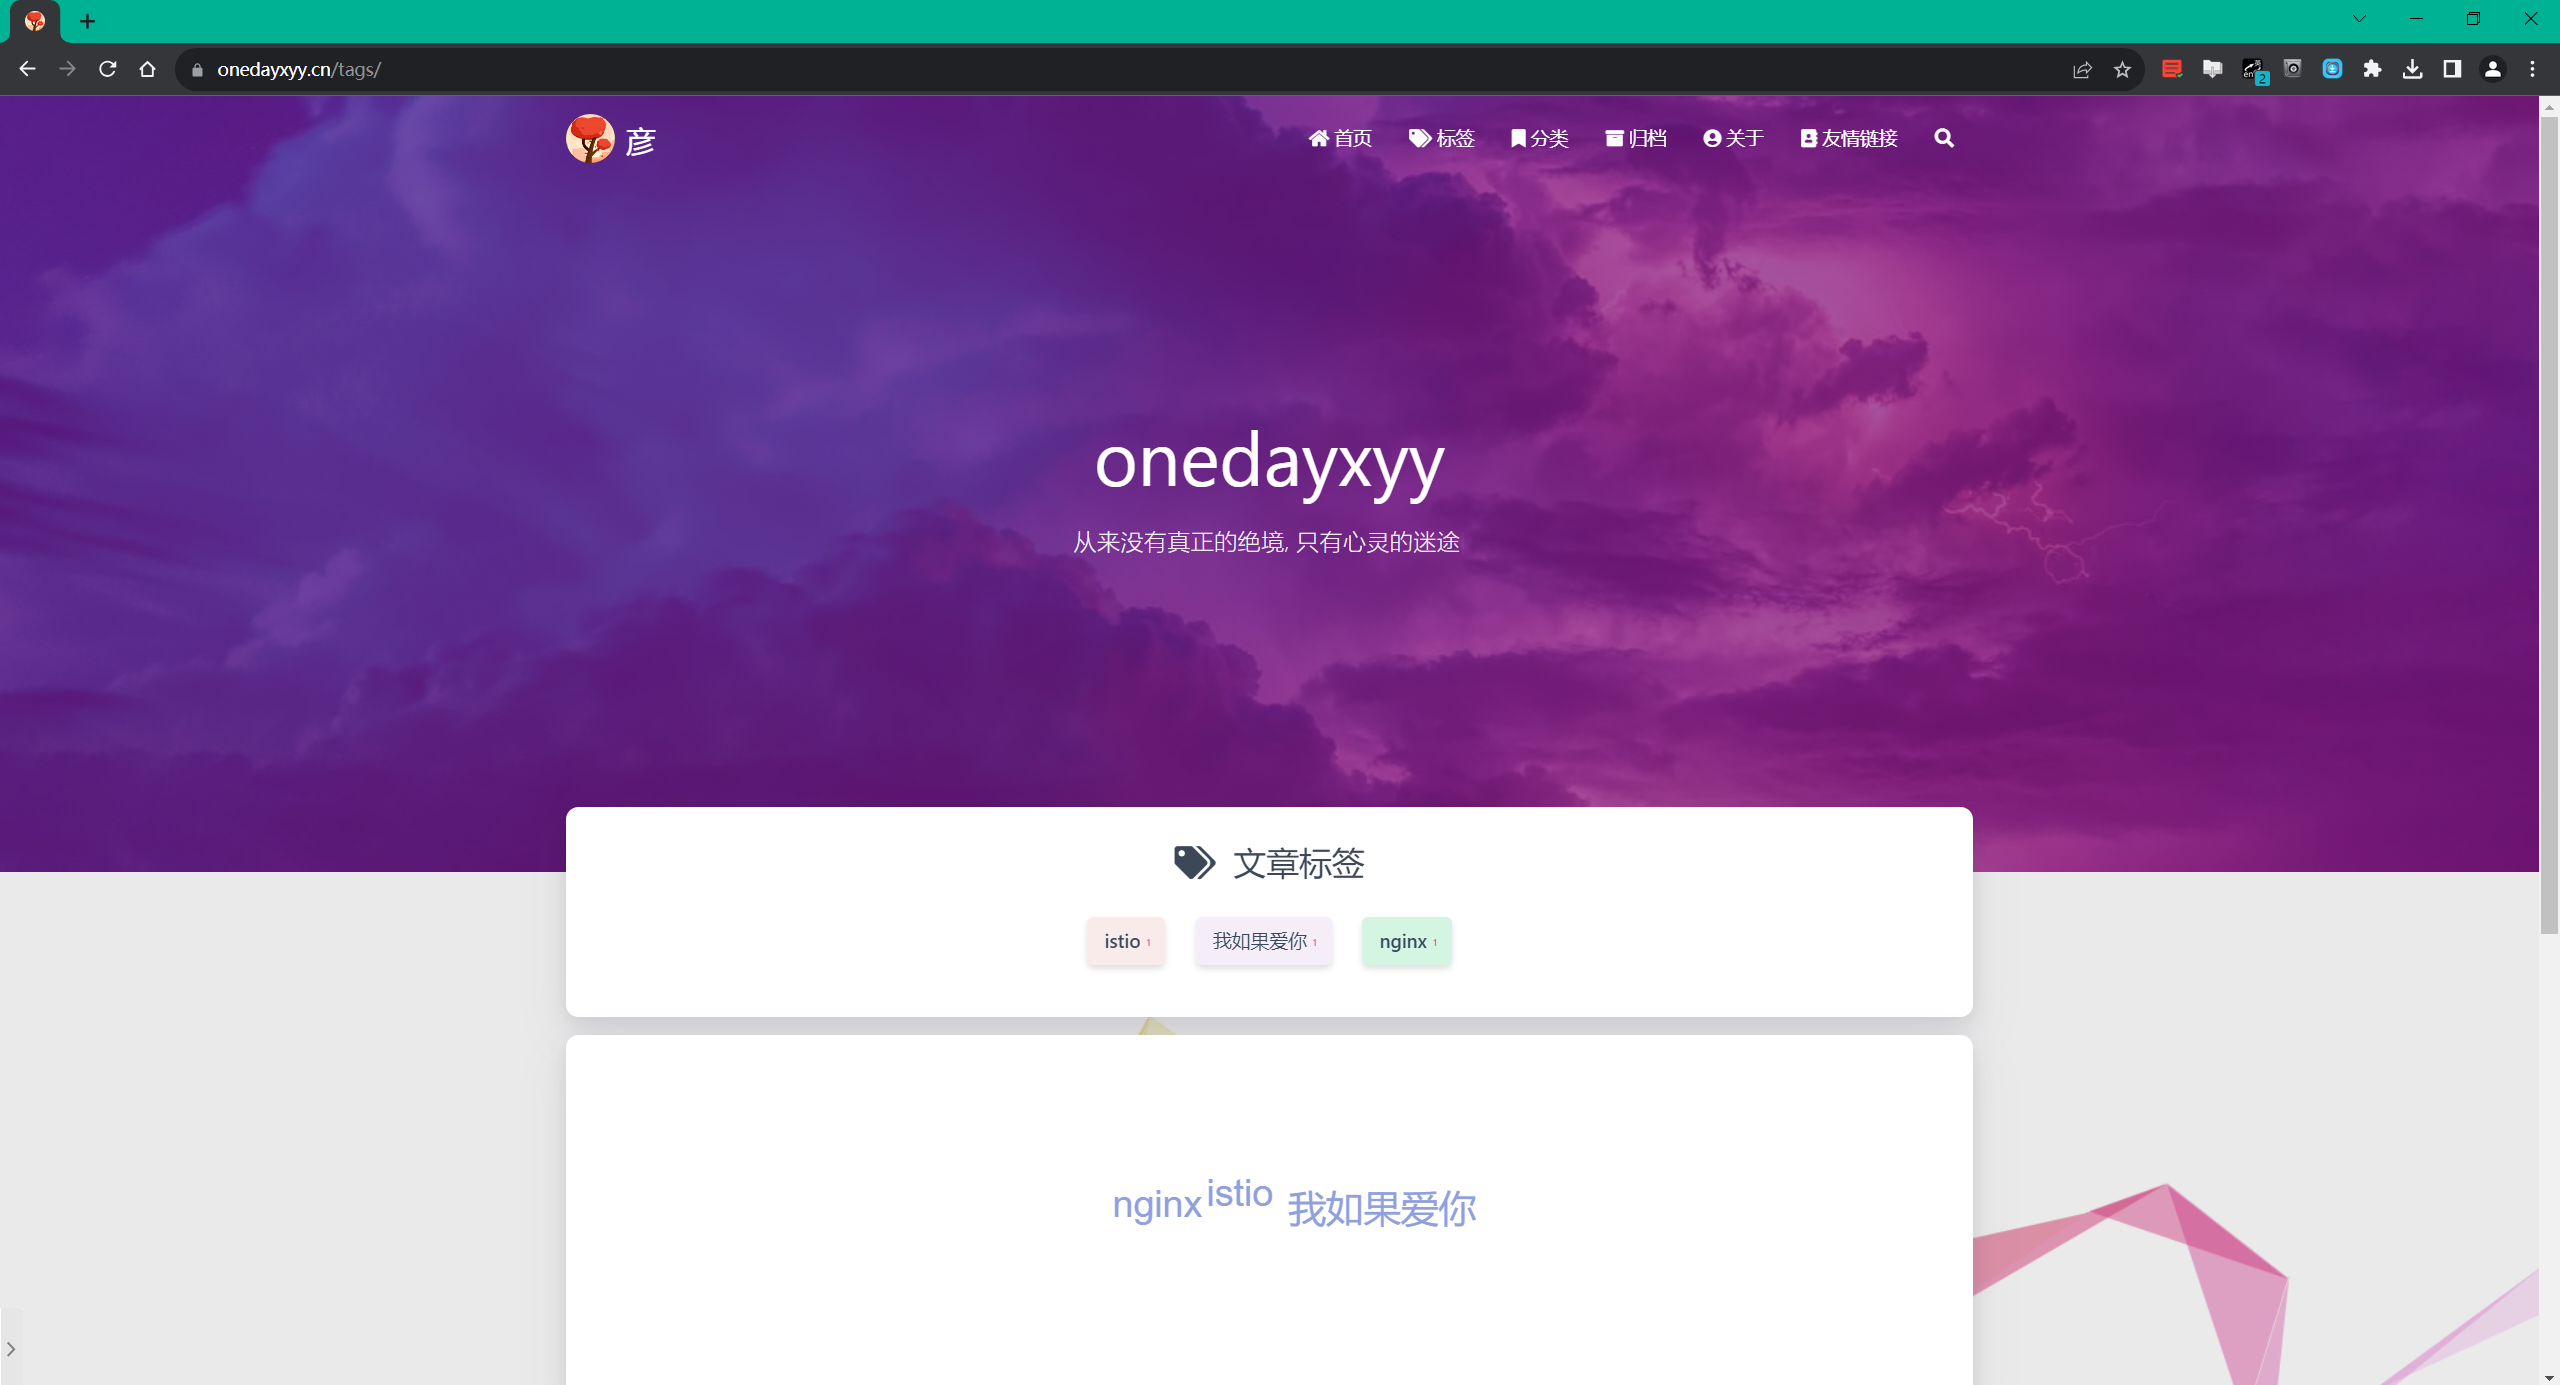 onedayxyy.cn/tags/
2
彦
首页 标签 分类 归档 关于 友情链接
onedayxyy
从来没有真正的绝境, 只有心灵的迷途
文章标签
istio 1 我如果爱你 1 nginx 1
nginx istio 我如果爱你